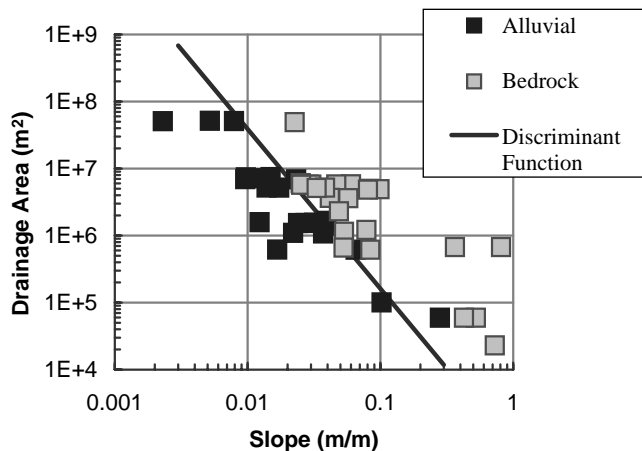 Alluvial
Bedrock
Discriminant
Function
1E+9
1E+8
1E+7
1E+6
1E+5
1E+4
Drainage Area (m²)
0.001
0.01
0.1
1
Slope (m/m)